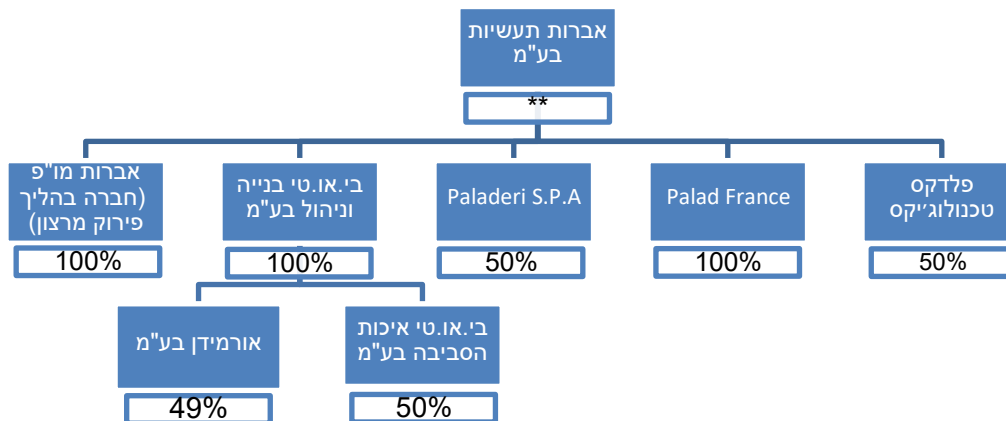 אברות תעשיות
בע"מ
**
פלדקס
טכנולוג'יקס
50%
Palad France
100%
Paladeri S.P.A
50%
בי.או.טי בנייה
וניהול בע"מ
100%
אברות מו"פ
(חברה בהליך
פירוק מרצון)
100%
בי.או.טי איכות
הסביבה בע"מ
50%
אורמידן בע"מ
49%